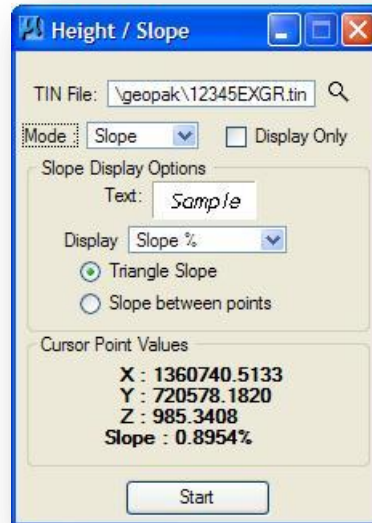 Height / Slope
TIN File: \geopak\12345EXGR.tin
Mode : Slope Display Only
Slope Display Options
Text: Sample
Display Slope %
Triangle Slope
Slope between points
Cursor Point Values
X : 1360740.5133
Y : 720578.1820
Z : 985.3408
Slope : 0.8954%
Start